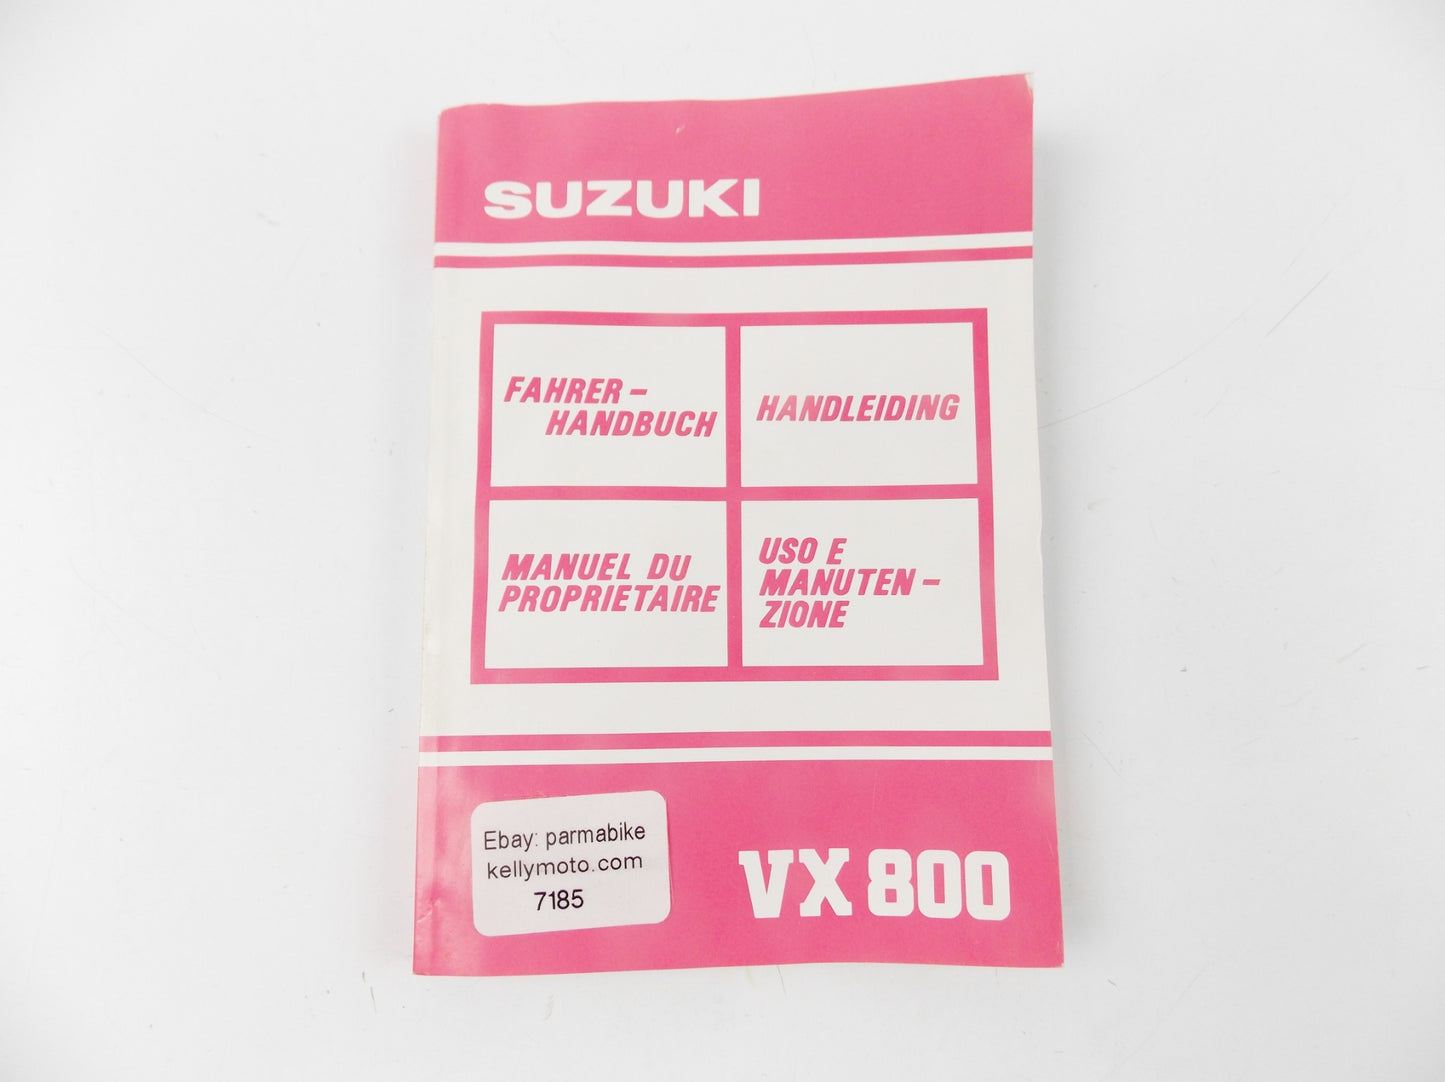 SUZUKI
FAHRER-
HANDBUCH
HANDLEIDING
MANUEL DU
PROPRIETAIRE
USO E
MANUTEN-
ZIONE
Ebay: parmabike
kellymoto.com
7185
VX 800